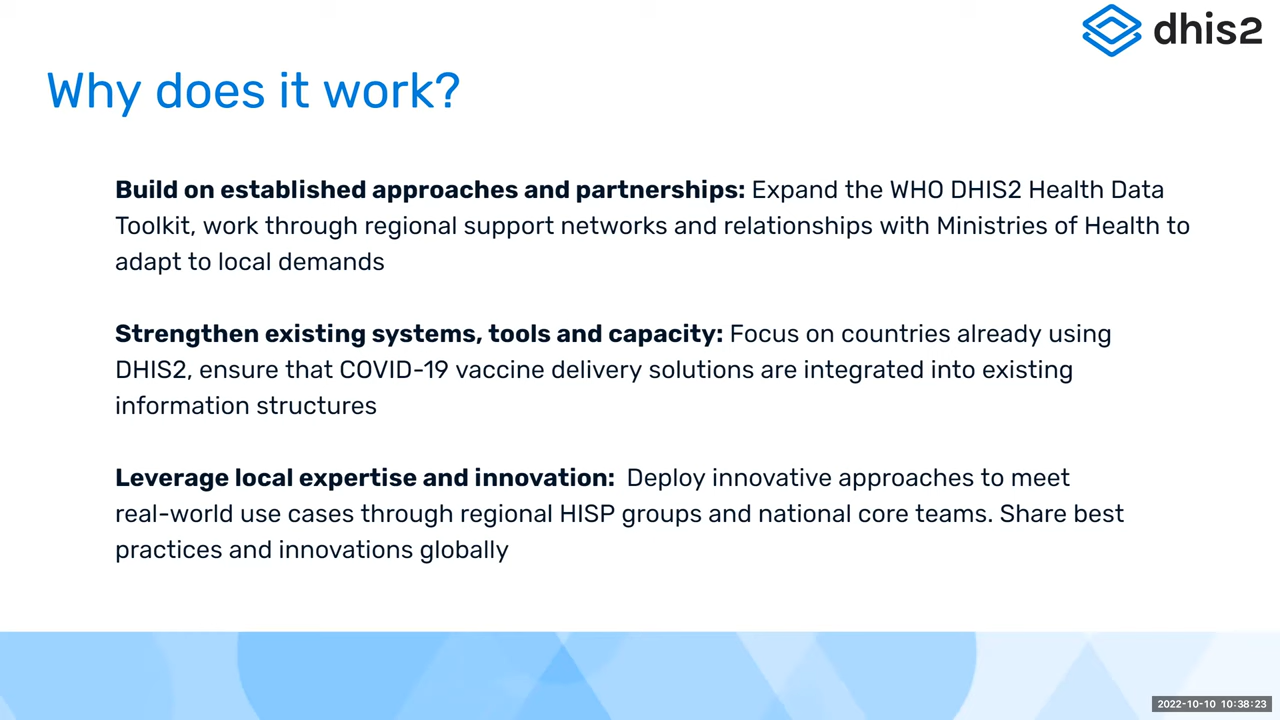 dhis2
Why does it work?
Build on established approaches and partnerships: Expand the WHO DHIS2 Health Data
Toolkit, work through regional support networks and relationships with Ministries of Health to
adapt to local demands
Strengthen existing systems, tools and capacity: Focus on countries already using
DHIS2, ensure that COVID-19 vaccine delivery solutions are integrated into existing
information structures
Leverage local expertise and innovation: Deploy innovative approaches to meet
real-world use cases through regional HISP groups and national core teams. Share best
practices and innovations globally
2022-10-10 10:38:23